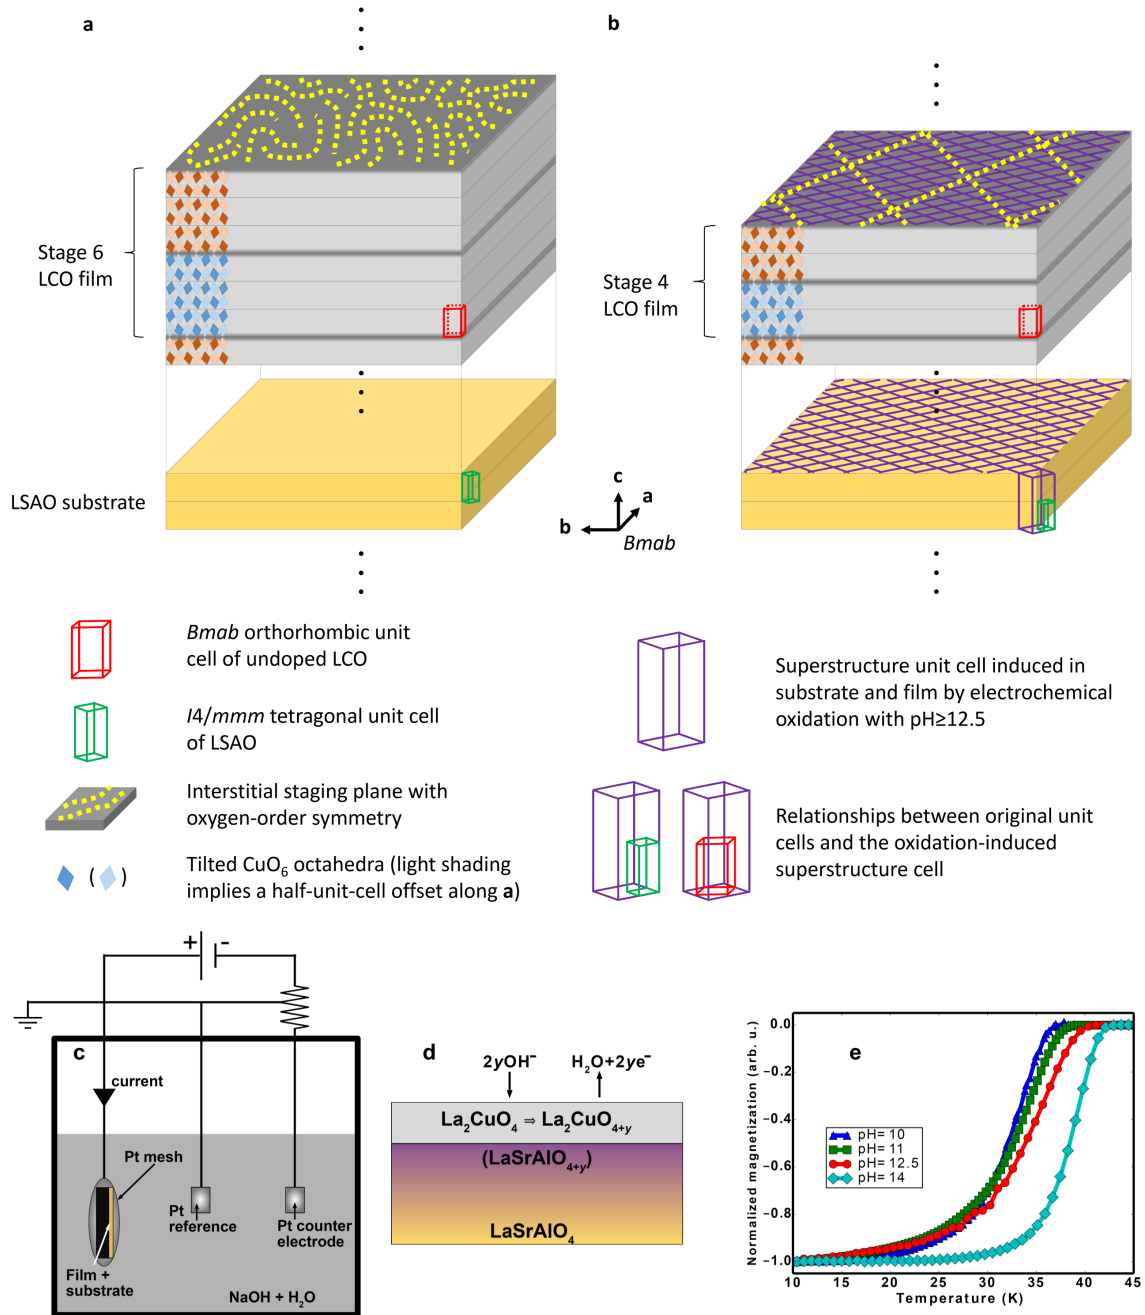 a
b
Stage 6
LCO film
Stage 4
LCO film
LSAO substrate
c
a
b
Bmab
Bmab orthorhombic unit
cell of undoped LCO
I4/mmm tetragonal unit cell
of LSAO
Interstitial staging plane with
oxygen-order symmetry
Tilted CuO6 octahedra (light shading
implies a half-unit-cell offset along a)
( )
Superstructure unit cell induced in
substrate and film by electrochemical
oxidation with pH≥12.5
Relationships between original unit
cells and the oxidation-induced
superstructure cell
+ -
c
current
Pt mesh
Pt
reference
Pt counter
electrode
Film +
substrate
NaOH + H2O
d
2yOH−
H2O+2ye−
La2CuO4 ⇒ La2CuO4+y
(LaSrAlO4+y)
LaSrAlO4
e
Normalized magnetization (arb. u.)
0.0
−0.2
−0.4
−0.6
−0.8
−1.0
pH= 10
pH= 11
pH= 12.5
pH= 14
10 15 20 25 30 35 40 45
Temperature (K)